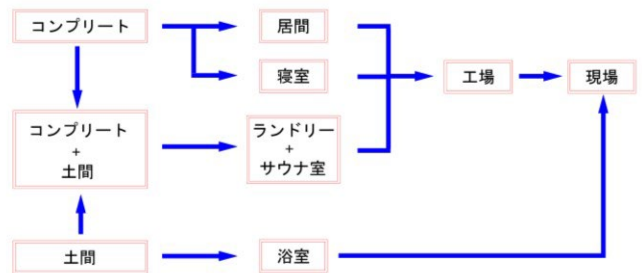 コンプリート
居間
寝室
工場
現場
コンプリート
+
土間
ランドリー
+
サウナ室
土間
浴室